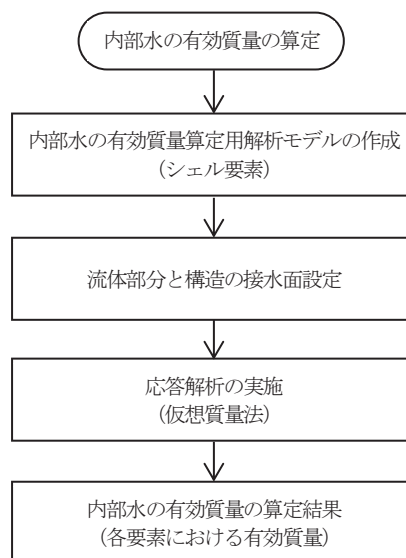 内部水の有効質量の算定
内部水の有効質量算定用解析モデルの作成
(シェル要素)
流体部分と構造の接水面設定
応答解析の実施
(仮想質量法)
内部水の有効質量の算定結果
(各要素における有効質量)